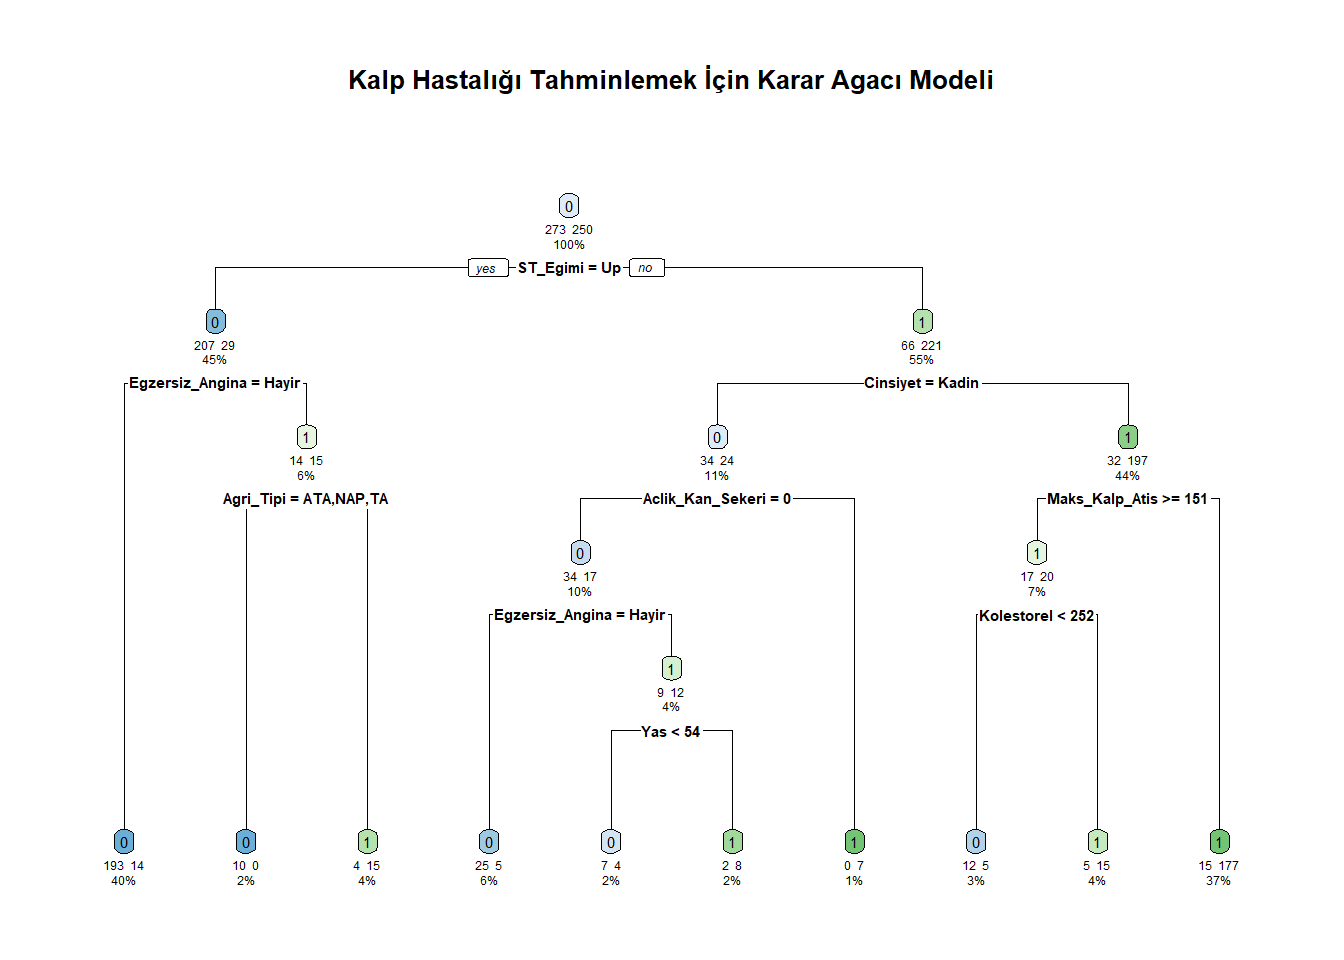 Kalp Hastalığı Tahminlemek İçin Karar Agacı Modeli
0
273 250
100%
yes ST_Egimi = Up no
0 1
207 29 66 221
45% 55%
Egzersiz_Angina = Hayir Cinsiyet = Kadin
1 0 1
14 15 34 24 32 197
6% 11% 44%
Agri_Tipi = ATA,NAP,TA Aclik_Kan_Sekeri = 0 Maks_Kalp_Atis >= 151
0 1
34 17 17 20
10% 7%
Egzersiz_Angina = Hayir Kolestorel < 252
1
9 12
4%
Yas < 54
0 0 1 0 0 1 1 0 1 1
193 14 10 0 4 15 25 5 7 4 2 8 0 7 12 5 5 15 15 177
40% 2% 4% 6% 2% 2% 1% 3% 4% 37%